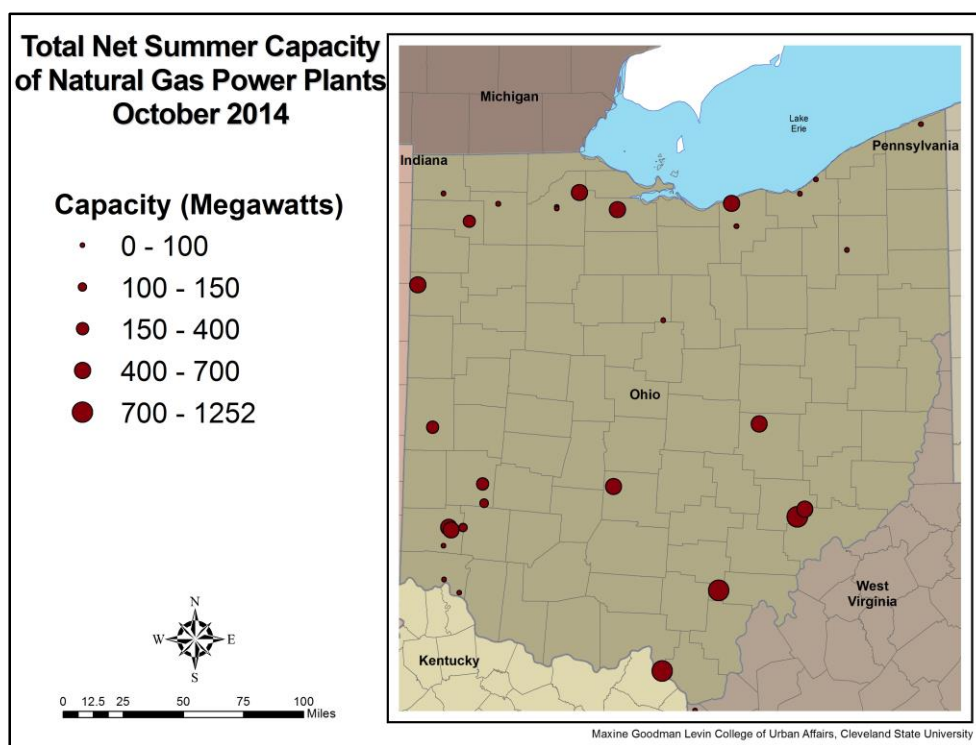 Total Net Summer Capacity
of Natural Gas Power Plants
October 2014
Capacity (Megawatts)
0 - 100
100 - 150
150 - 400
400 - 700
700 - 1252
N
W E
S
0 12.5 25 50 75 100
Miles
Michigan
Lake
Erie
Pennsylvania
Indiana
Ohio
West
Virginia
Kentucky
Maxine Goodman Levin College of Urban Affairs, Cleveland State University